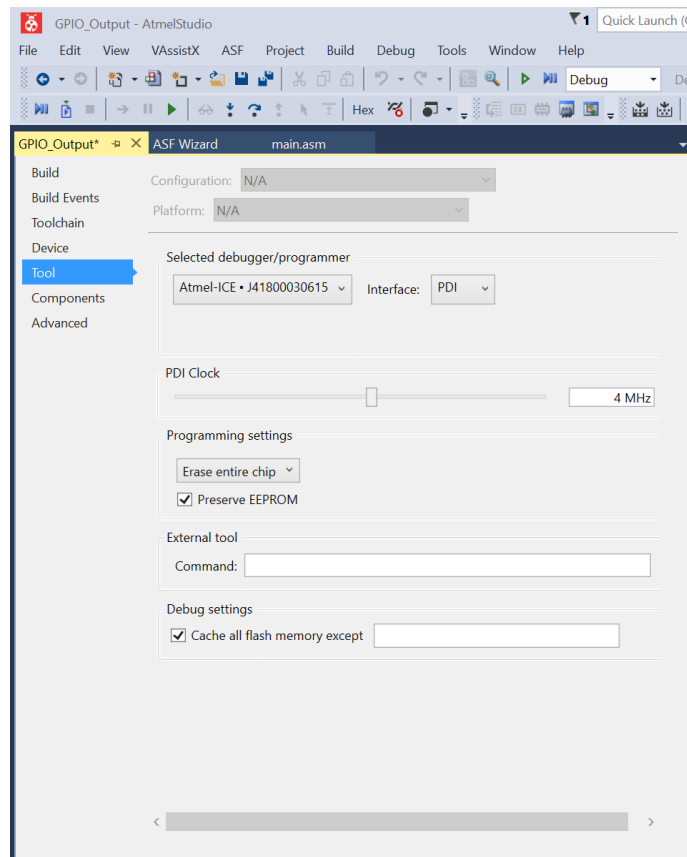 GPIO_Output - AtmelStudio
1
Quick Launch (
File Edit View VAssistX ASF Project Build Debug Tools Window Help
Debug
De
Hex
GPIO_Output* ASF Wizard main.asm
Build
Build Events
Toolchain
Device
Tool
Components
Advanced
Configuration: N/A
Platform: N/A
Selected debugger/programmer
Atmel-ICE ▪ J41800030615 Interface: PDI
PDI Clock
4 MHz
Programming settings
Erase entire chip
Preserve EEPROM
External tool
Command:
Debug settings
Cache all flash memory except